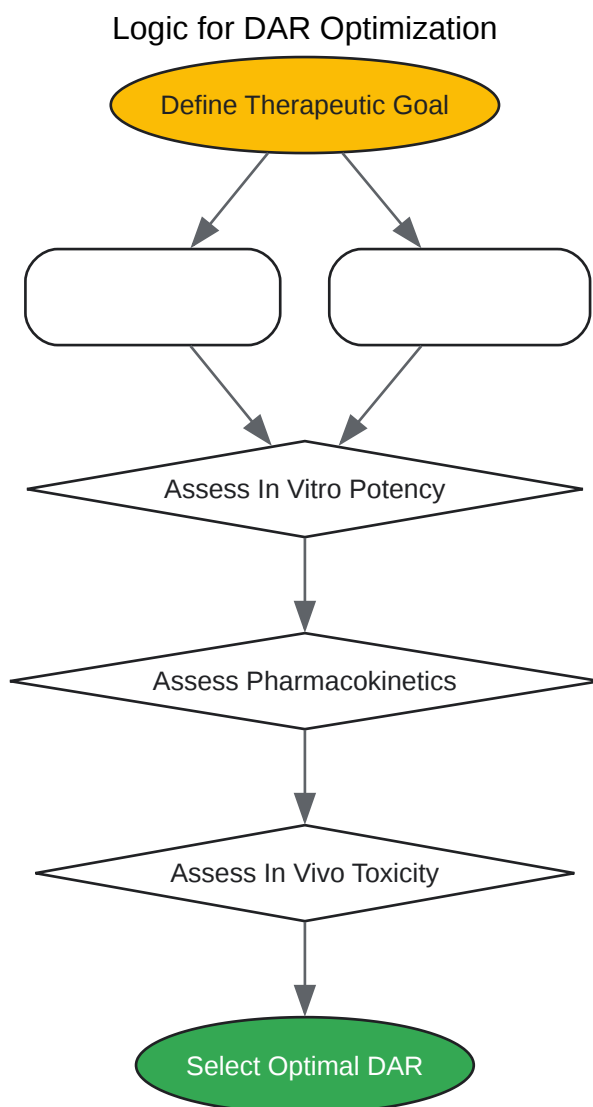 Logic for DAR Optimization
Define Therapeutic Goal
Assess In Vitro Potency
Assess Pharmacokinetics
Assess In Vivo Toxicity
Select Optimal DAR